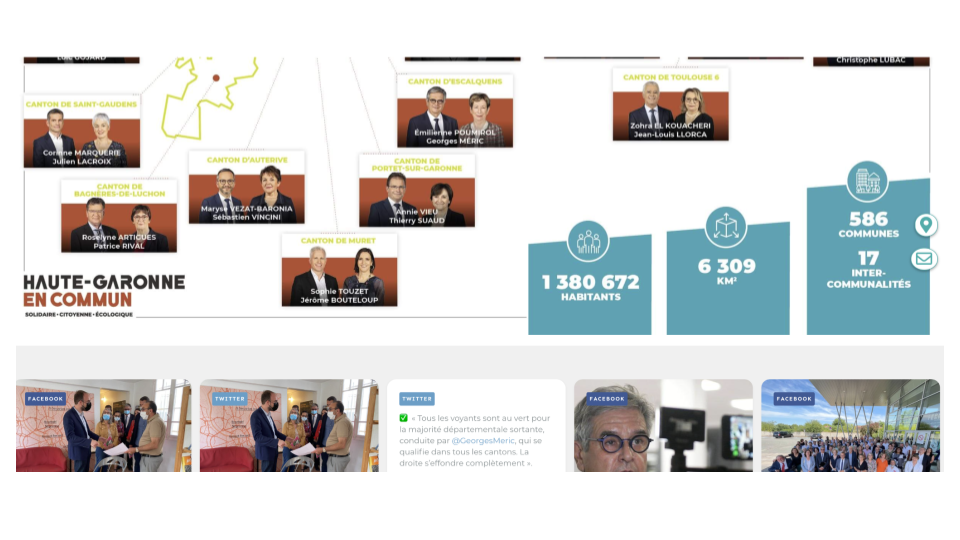 Christophe LUBAC
CANTON DE TOULOUSE 6
Zohra EL KOUACHERI
Jean-Louis LLORCA
CANTON D'ESCALQUENS
Émilienne POUMIROL
Georges MÉRIC
CANTON DE SAINT-GAUDENS
Corinne MARQUERIE
Julien LACROIX
CANTON D'AUTERIVE
Maryse VEZAT-BARONIA
Sébastien VINCINI
CANTON DE
PORTET-SUR-GARONNE
Annie VIEU
Thierry SUAUD
CANTON DE
BAGNÈRES-DE-LUCHON
Roselyne ARTIGUES
Patrice RIVAL
CANTON DE MURET
Sophie TOUZET
Jérôme BOUTELOUP
HAUTE-GARONNE
EN COMMUN
SOLIDAIRE • CITOYENNE • ÉCOLOGIQUE
1 380 672
HABITANTS
6 309
KM²
586
COMMUNES
17
INTER-
COMMUNALITÉS
FACEBOOK
TWITTER
TWITTER
✅ « Tous les voyants sont au vert pour
la majorité départementale sortante,
conduite par @GeorgesMeric, qui se
qualifie dans tous les cantons. La
droite s'effondre complètement ».
FACEBOOK
FACEBOOK